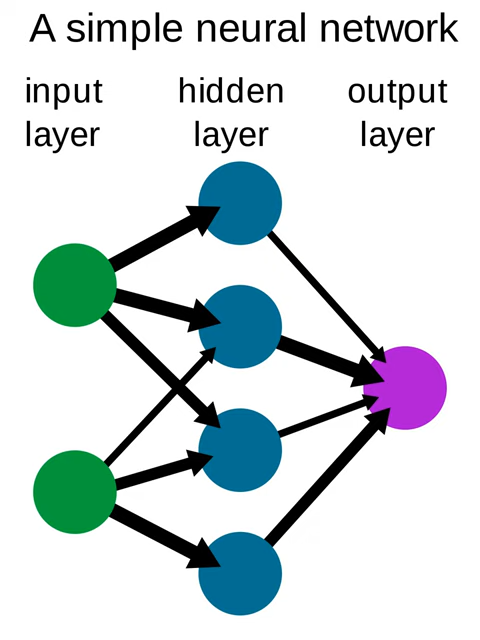 A simple neural network
input hidden output
layer layer layer